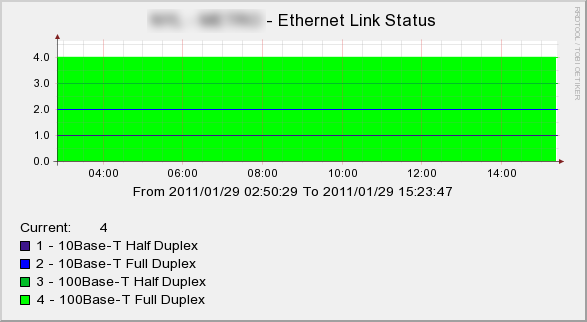 - Ethernet Link Status
RRDTOOL / TOBI OETIKER
4.0
3.0
2.0
1.0
0.0
04:00 06:00 08:00 10:00 12:00 14:00
From 2011/01/29 02:50:29 To 2011/01/29 15:23:47
Current: 4
1 - 10Base-T Half Duplex
2 - 10Base-T Full Duplex
3 - 100Base-T Half Duplex
4 - 100Base-T Full Duplex